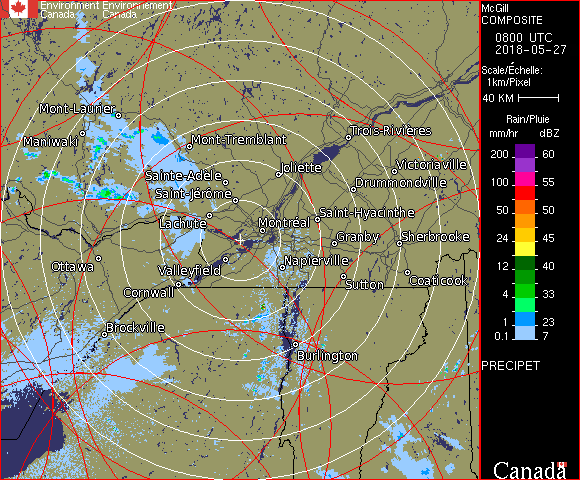 Environment Environnement
Canada Canada
McGill
COMPOSITE
0800 UTC
2018-05-27
Scale/Échelle:
1km/Pixel
40 KM
Rain/Pluie
mm/hr dBZ
200 60
100 55
50 50
24 45
12 40
4 33
1 23
0.1 7
PRECIPET
Canada
Mont-Laurier
Maniwaki
Mont-Tremblant
Trois-Rivières
Sainte-Adèle
Joliette
Victoriaville
Saint-Jérôme
Drummondville
Lachute
Saint-Hyacinthe
Montréal
Granby
Sherbrooke
Ottawa
Valleyfield
Napierville
Cornwall
Sutton
Coaticook
Brockville
Burlington